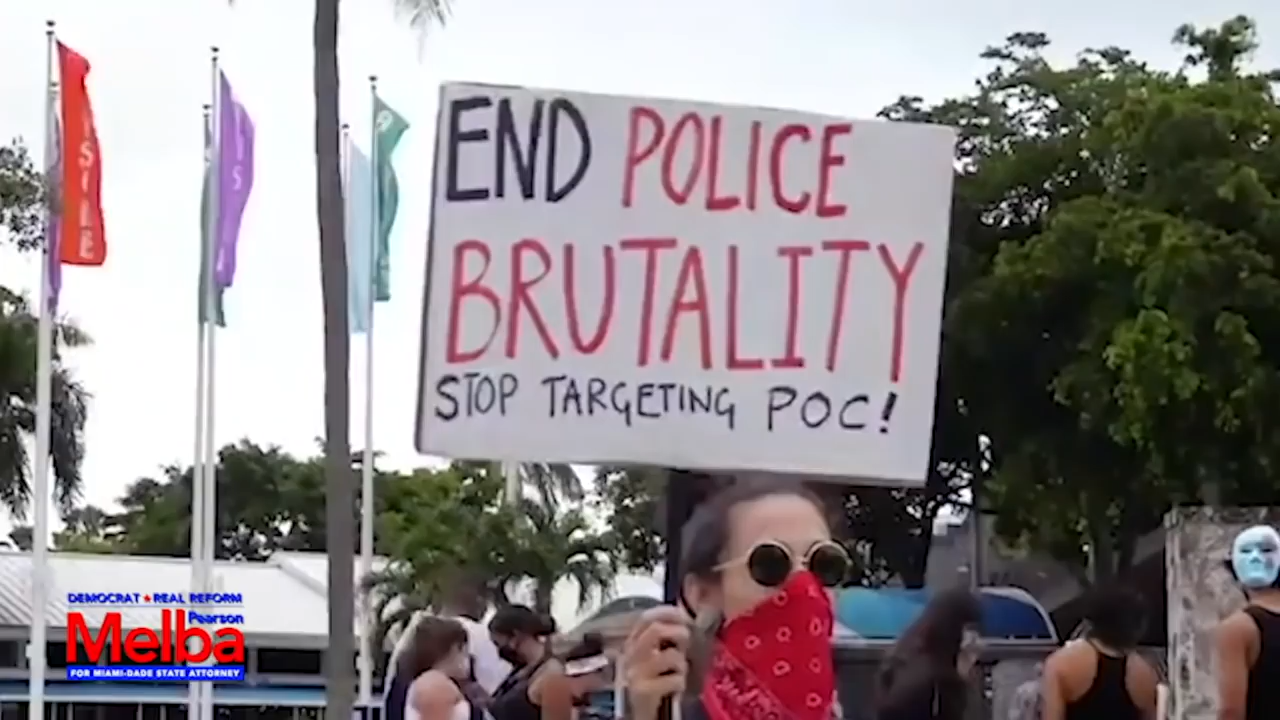 END POLICE
BRUTALITY
STOP TARGETING POC!
DEMOCRAT ★ REAL REFORM
Pearson
Melba
FOR MIAMI-DADE STATE ATTORNEY